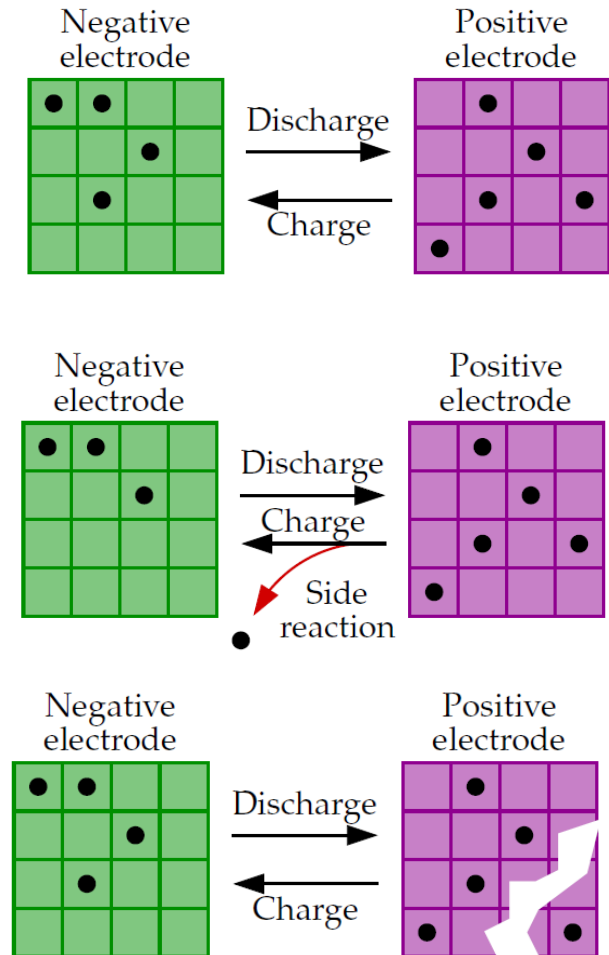 Negative
electrode
Positive
electrode
Discharge
Charge
Negative
electrode
Positive
electrode
Discharge
Charge
Side
reaction
Negative
electrode
Positive
electrode
Discharge
Charge